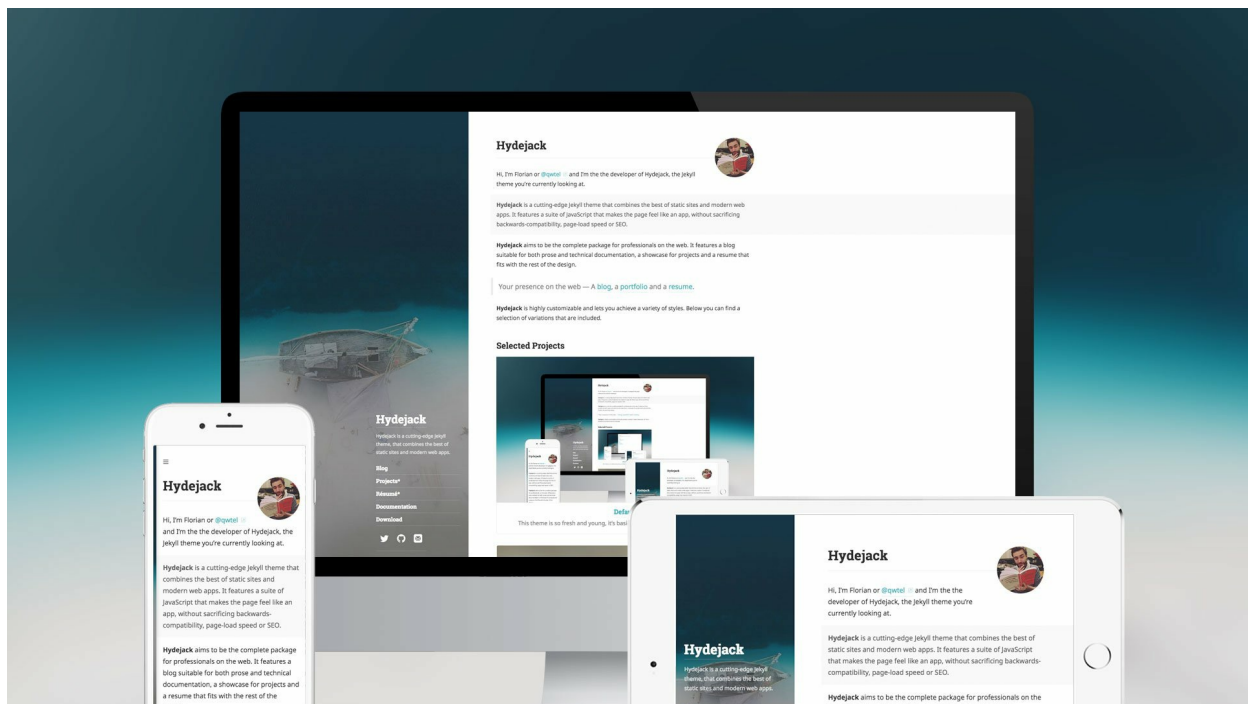 Hydejack
Hi, I'm Florian or @qwtel and I'm the the developer of Hydejack, the Jekyll
theme you're currently looking at.
Hydejack is a cutting-edge Jekyll theme that combines the best of static sites and modern web
apps. It features a suite of JavaScript that makes the page feel like an app, without sacrificing
backwards-compatibility, page-load speed or SEO.
Hydejack aims to be the complete package for professionals on the web. It features a blog
suitable for both prose and technical documentation, a showcase for projects and a resume that
fits with the rest of the design.
Your presence on the web — A blog, a portfolio and a resume.
Hydejack is highly customizable and lets you achieve a variety of styles. Below you can find a
selection of variations that are included.
Selected Projects
This theme is so fresh and young, it's
Hydejack
Hydejack is a cutting-edge Jekyll
theme, that combines the best of
static sites and modern web apps.
Blog
Projects*
Résumé*
Documentation
Download
Hydejack
Hi, I'm Florian or @qwtel
and I'm the the developer of Hydejack, the
Jekyll theme you're currently looking at.
Hydejack is a cutting-edge Jekyll theme that
combines the best of static sites and
modern web apps. It features a suite of
JavaScript that makes the page feel like an
app, without sacrificing backwards-
compatibility, page-load speed or SEO.
Hydejack aims to be the complete package
for professionals on the web. It features a
blog suitable for both prose and technical
documentation, a showcase for projects and
a resume that fits with the rest of the
Hydejack
Hydejack is a cutting-edge Jekyll
theme, that combines the best of
static sites and modern web apps.
Hydejack
Hi, I'm Florian or @qwtel and I'm the the
developer of Hydejack, the Jekyll theme you're
currently looking at.
Hydejack is a cutting-edge Jekyll theme that combines the best of
static sites and modern web apps. It features a suite of JavaScript
that makes the page feel like an app, without sacrificing backwards-
compatibility, page-load speed or SEO.
Hydejack aims to be the complete package for professionals on the